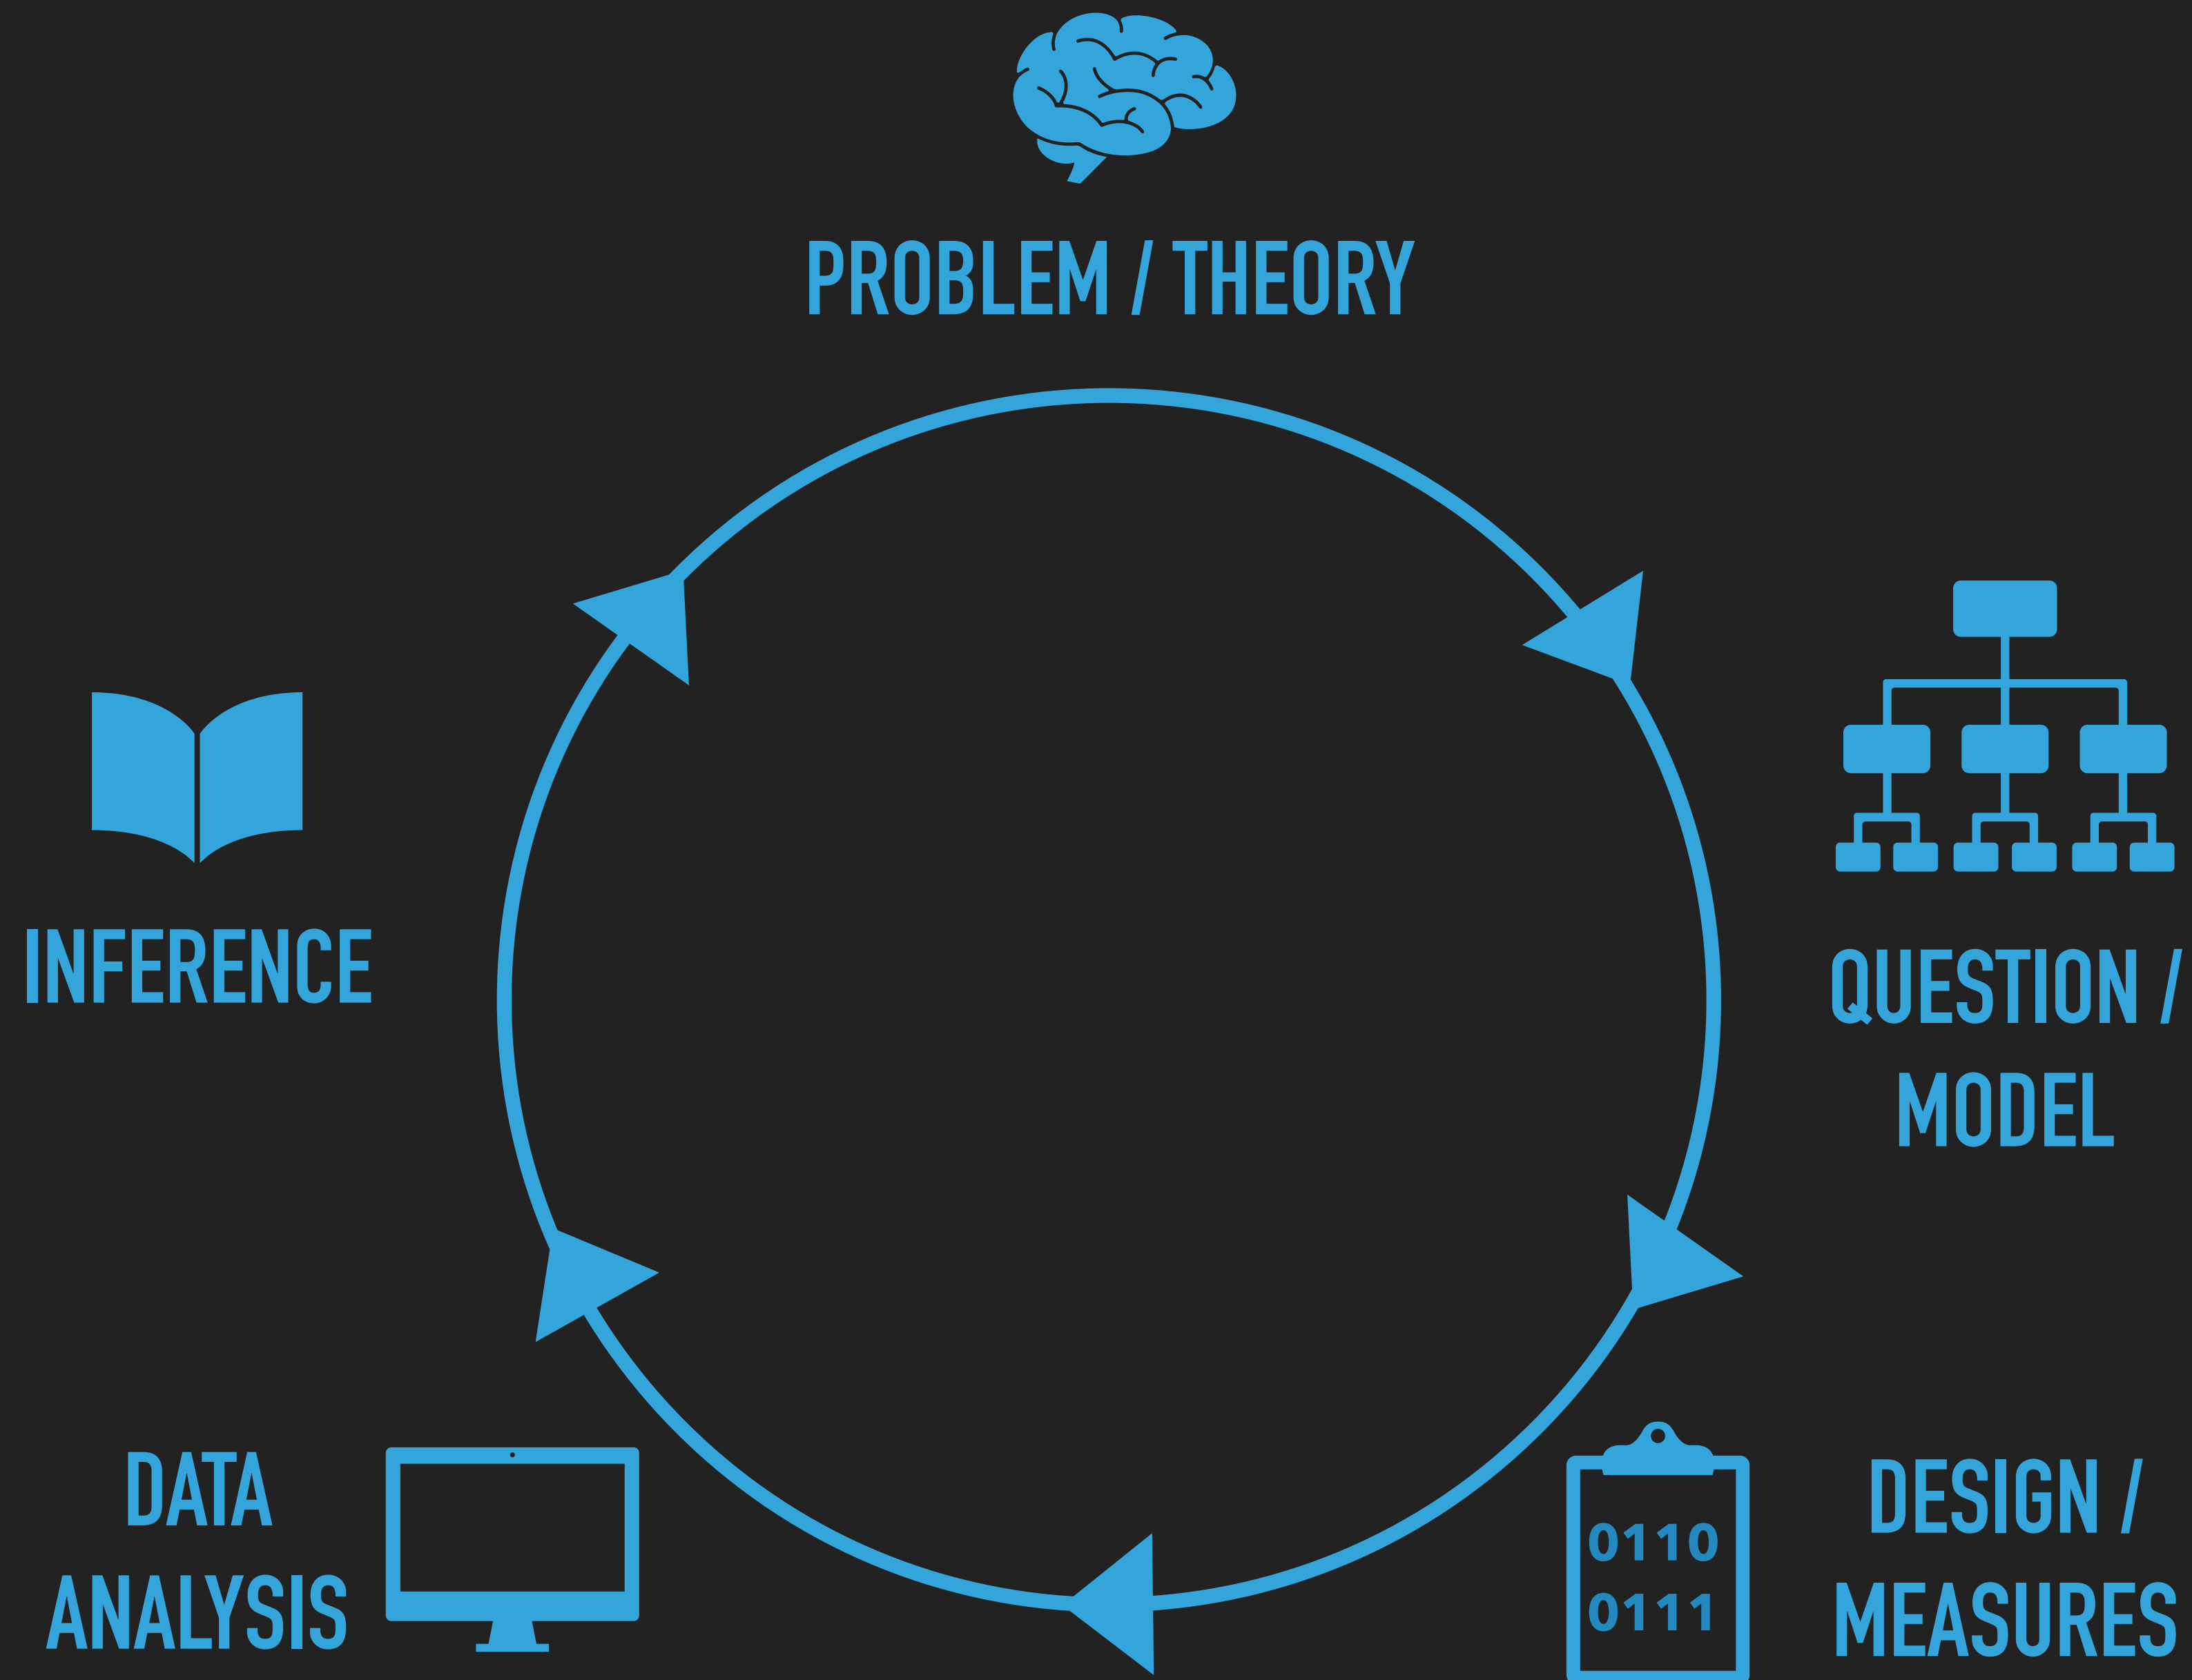 PROBLEM / THEORY
INFERENCE
QUESTION /
MODEL
DATA
ANALYSIS
0110
0111
DESIGN /
MEASURES